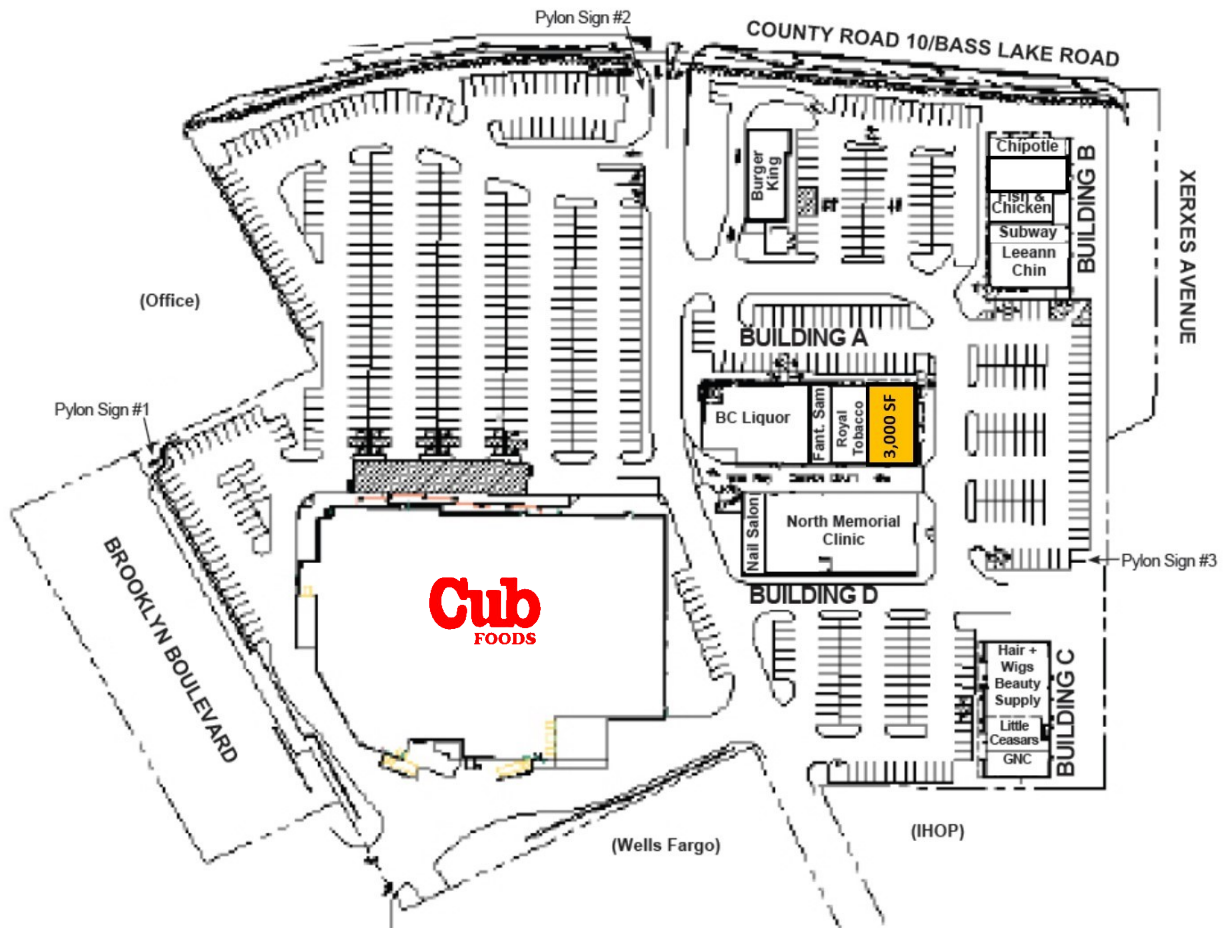 Pylon Sign #2
COUNTY ROAD 10/BASS LAKE ROAD
Burger
King
Chipotle
Fish &
Chicken
Subway
Leeann
Chin
BUILDING B
XERXES AVENUE
(Office)
BUILDING A
Pylon Sign #1
BC Liquor
Fant. Sam
Royal
Tobacco
3,000 SF
Nail Salon
North Memorial
Clinic
Pylon Sign #3
BUILDING D
Cub
FOODS
BROOKLYN BOULEVARD
Hair +
Wigs
Beauty
Supply
Little
Ceasars
GNC
BUILDING C
(IHOP)
(Wells Fargo)